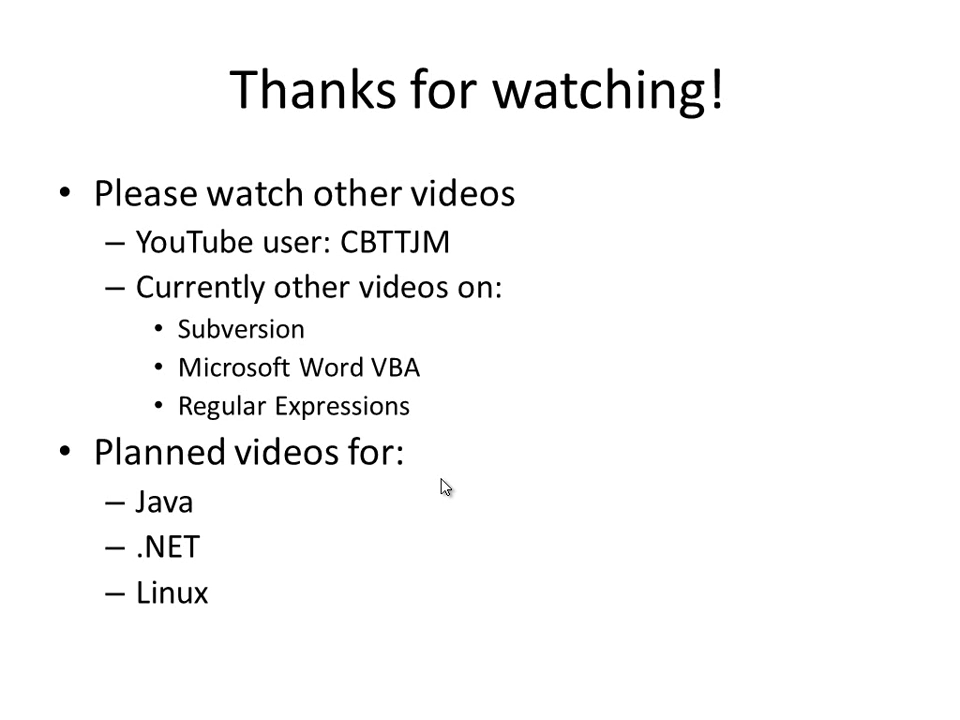 Thanks for watching!
• Please watch other videos
– YouTube user: CBTTJM
– Currently other videos on:
• Subversion
• Microsoft Word VBA
• Regular Expressions
• Planned videos for:
– Java
– .NET
– Linux